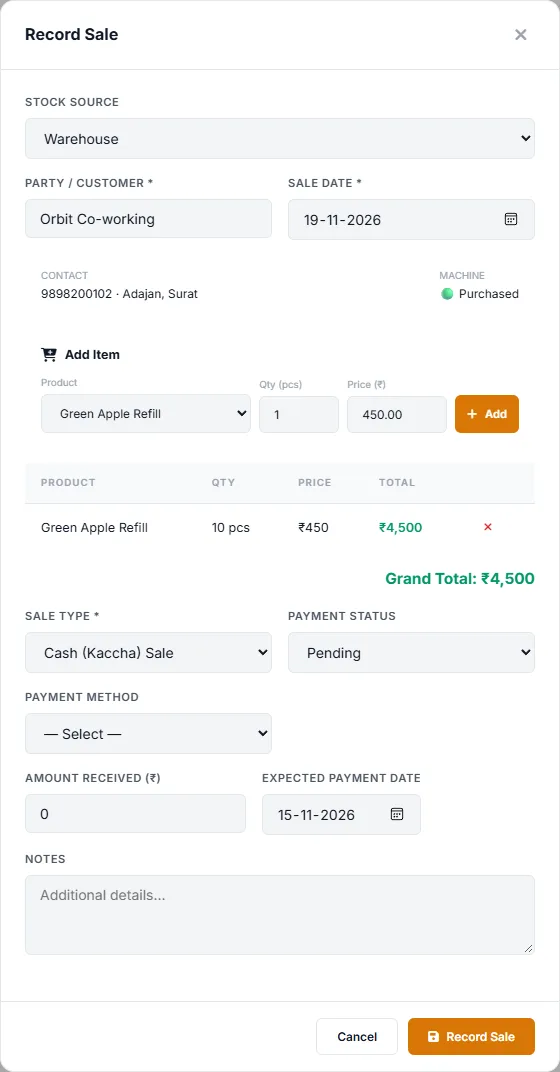 Record Sale ×
STOCK SOURCE
Warehouse
PARTY / CUSTOMER * SALE DATE *
Orbit Co-working 19-11-2026
CONTACT MACHINE
9898200102 · Adajan, Surat Purchased
Add Item
Product Qty (pcs) Price (₹)
Green Apple Refill 1 450.00 + Add
PRODUCT QTY PRICE TOTAL
Green Apple Refill 10 pcs ₹450 ₹4,500 ×
Grand Total: ₹4,500
SALE TYPE * PAYMENT STATUS
Cash (Kaccha) Sale Pending
PAYMENT METHOD
— Select —
AMOUNT RECEIVED (₹) EXPECTED PAYMENT DATE
0 15-11-2026
NOTES
Additional details...
Cancel Record Sale